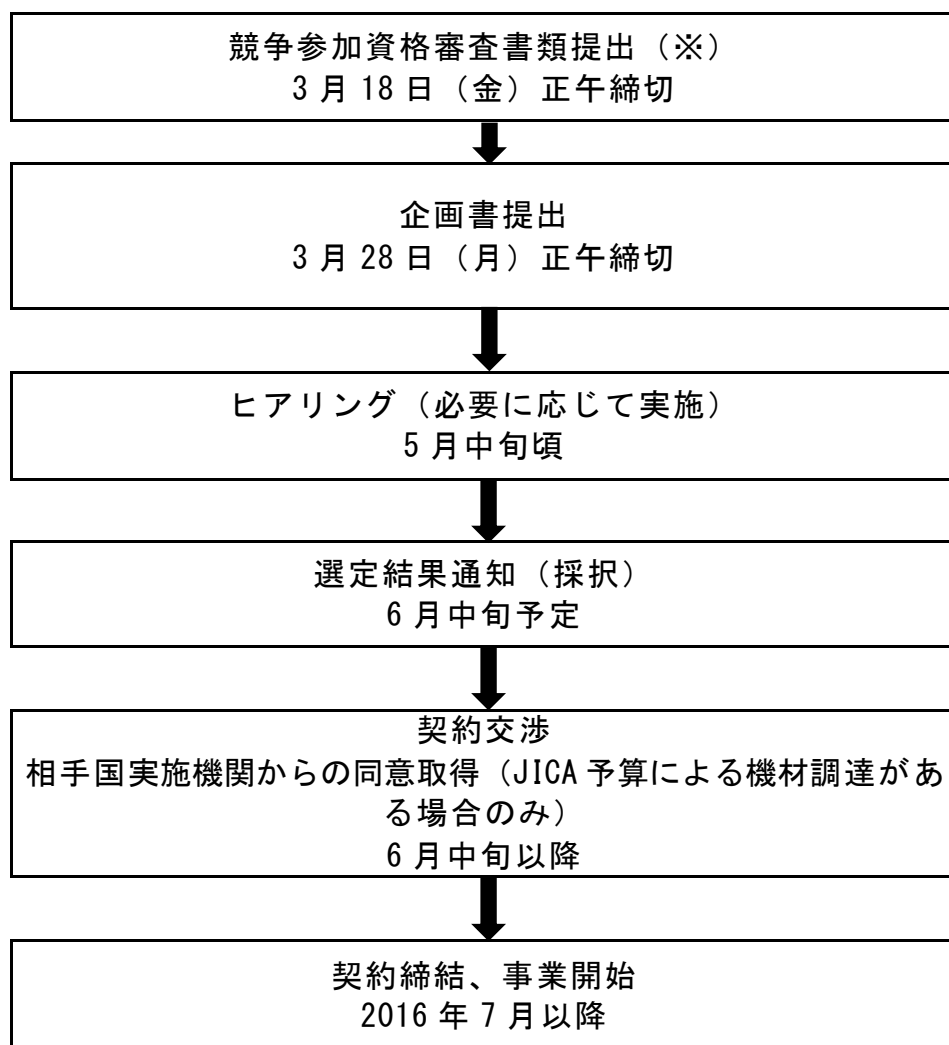 競争参加資格審査書類提出（※）
3月18日（金）正午締切
企画書提出
3月28日（月）正午締切
ヒアリング（必要に応じて実施）
5月中旬頃
選定結果通知（採択）
6月中旬予定
契約交渉
相手国実施機関からの同意取得（JICA予算による機材調達があ
る場合のみ）
6月中旬以降
契約締結、事業開始
2016年7月以降